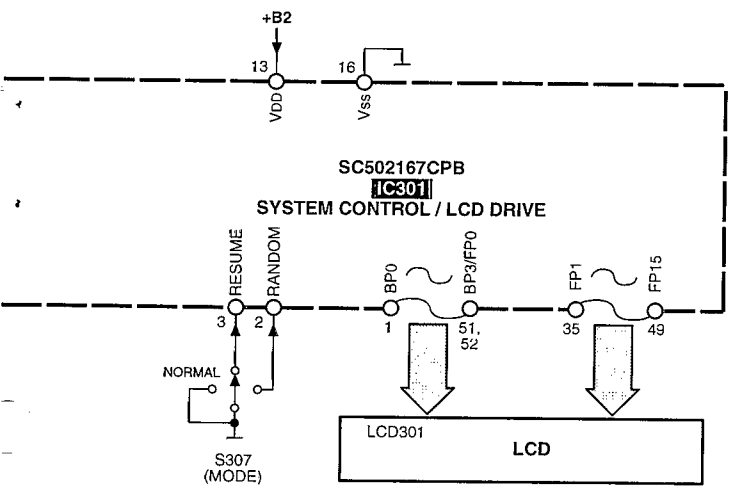 +B2
13
16
VDD
Vss
SC502167CPB
IC301
SYSTEM CONTROL / LCD DRIVE
RESUME
RANDOM
BP0
BP3/FP0
FP1
FP15
3
2
1
51,
52
35
49
NORMAL
S307
(MODE)
LCD301
LCD